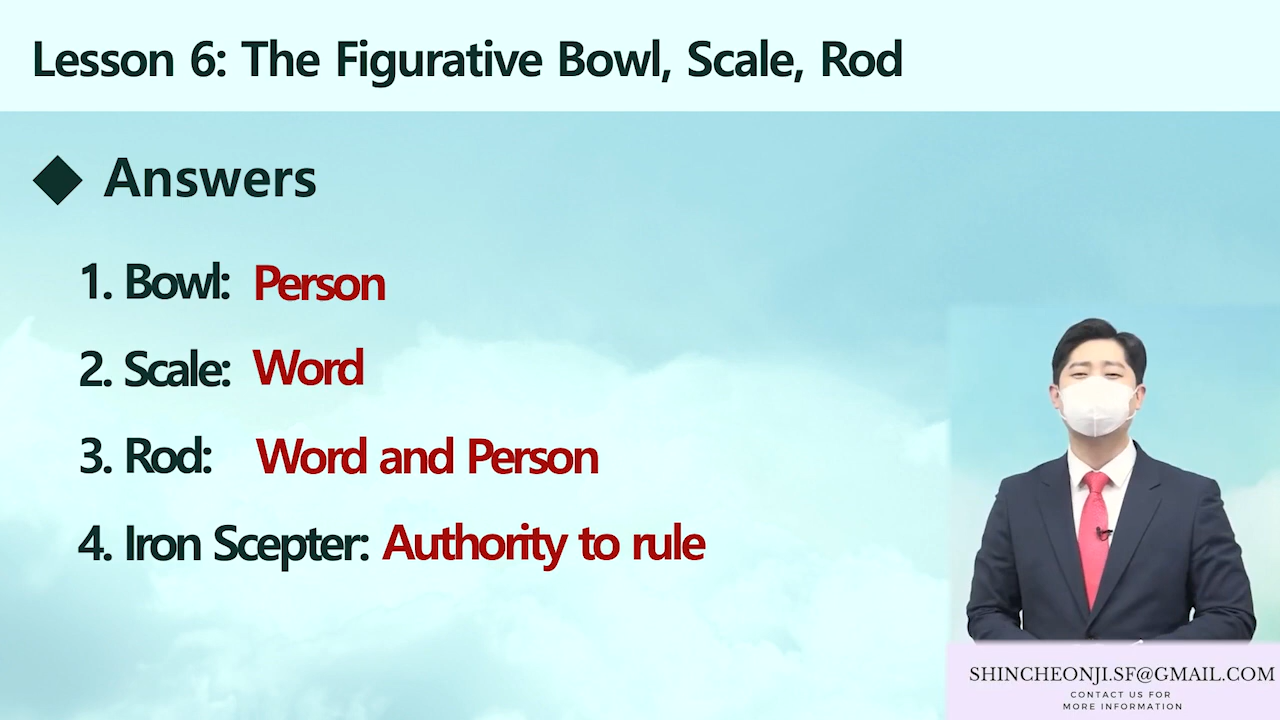 Lesson 6: The Figurative Bowl, Scale, Rod
◆ Answers
1. Bowl: Person
2. Scale: Word
3. Rod: Word and Person
4. Iron Scepter: Authority to rule
SHINCHEONJI.SF@GMAIL.COM
CONTACT US FOR
MORE INFORMATION